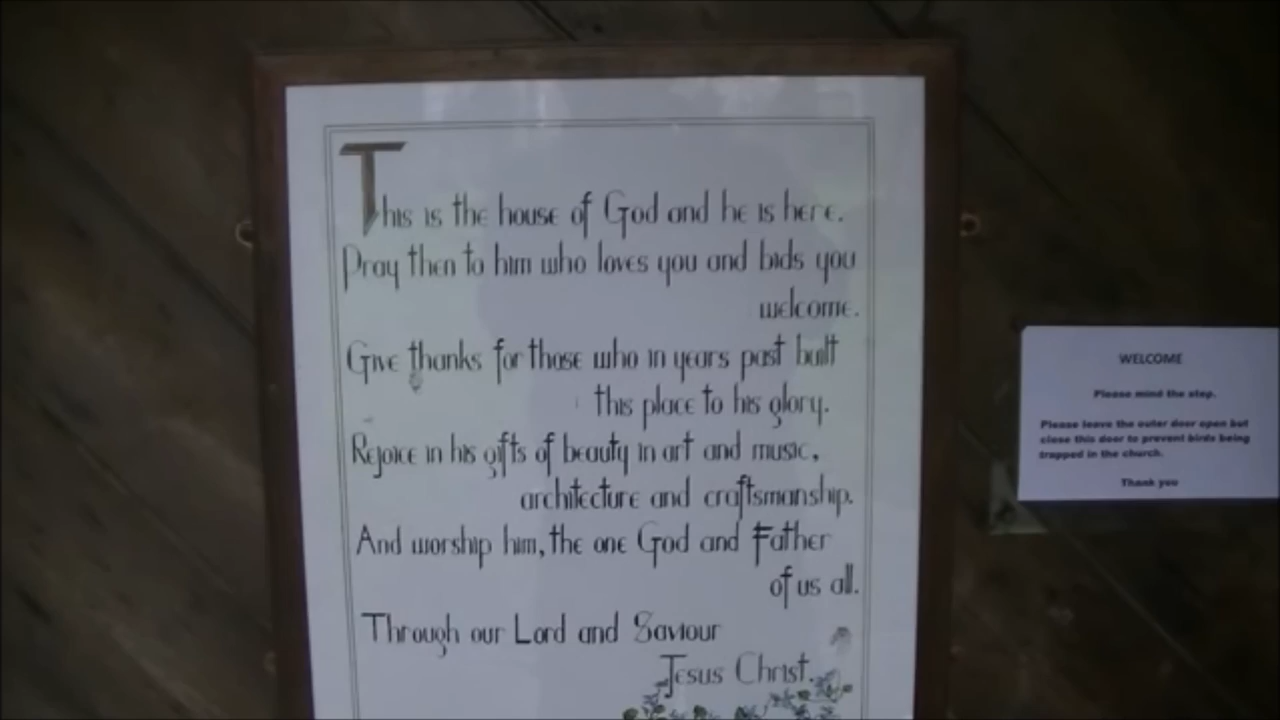 This is the house of God and he is here.
Pray then to him who loves you and bids you
welcome.
Give thanks for those who in years past built
this place to his glory.
Rejoice in his gifts of beauty in art and music,
architecture and craftsmanship.
And worship him, the one God and Father
of us all.
Through our Lord and Saviour
Jesus Christ.
WELCOME
Please mind the step.
Please leave the outer door open but
close this door to prevent birds being
trapped in the church.
Thank you